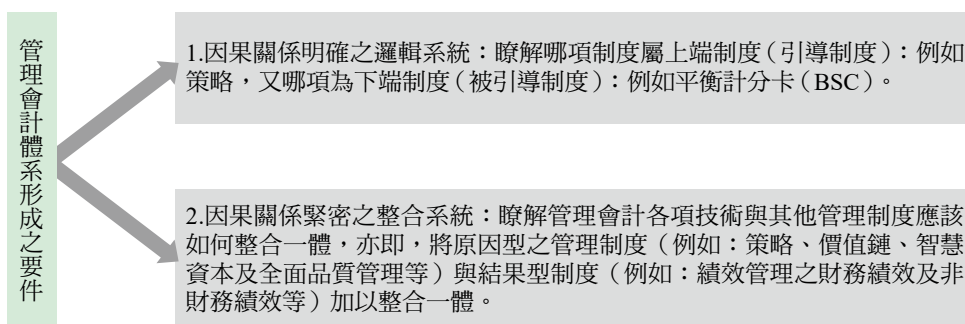 管理會計體系形成之要件
1.因果關係明確之邏輯系統：瞭解哪項制度屬上端制度（引導制度）：例如
策略，又哪項為下端制度（被引導制度）：例如平衡計分卡（BSC）。
2.因果關係緊密之整合系統：瞭解管理會計各項技術與其他管理制度應該
如何整合一體，亦即，將原因型之管理制度（例如：策略、價值鏈、智慧
資本及全面品質管理等）與結果型制度（例如：績效管理之財務績效及非
財務績效等）加以整合一體。